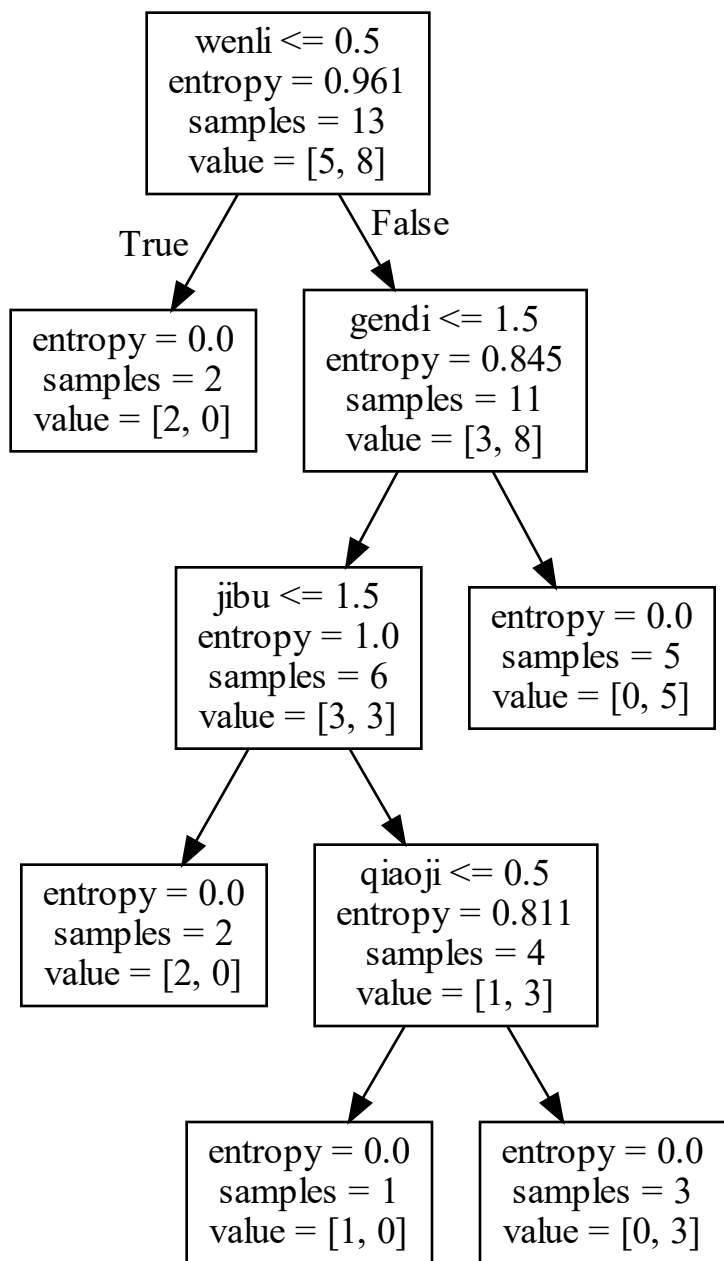 wenli <= 0.5
entropy = 0.961
samples = 13
value = [5, 8]
True
False
entropy = 0.0
samples = 2
value = [2, 0]
gendi <= 1.5
entropy = 0.845
samples = 11
value = [3, 8]
jibu <= 1.5
entropy = 1.0
samples = 6
value = [3, 3]
entropy = 0.0
samples = 5
value = [0, 5]
entropy = 0.0
samples = 2
value = [2, 0]
qiaoji <= 0.5
entropy = 0.811
samples = 4
value = [1, 3]
entropy = 0.0
samples = 1
value = [1, 0]
entropy = 0.0
samples = 3
value = [0, 3]